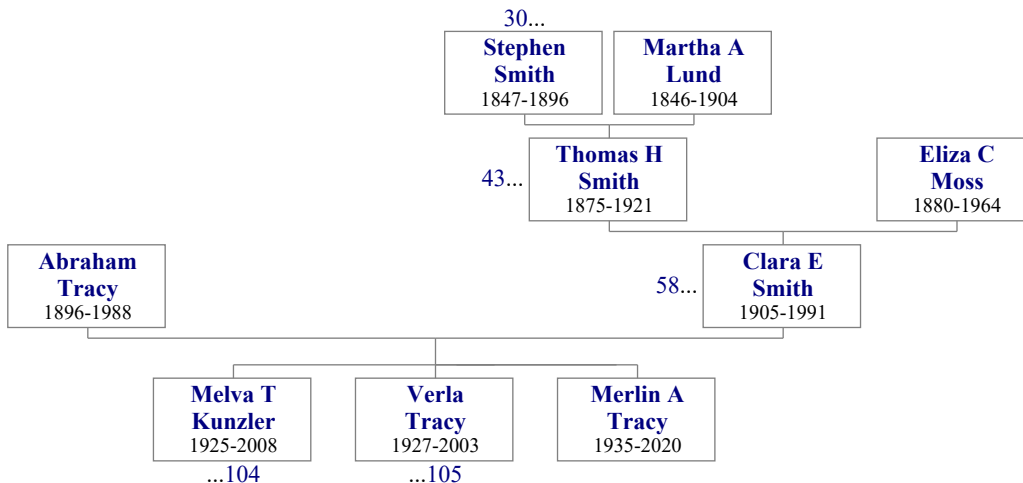 30...
Stephen
Smith
1847-1896
Martha A
Lund
1846-1904
43...
Thomas H
Smith
1875-1921
Eliza C
Moss
1880-1964
Abraham
Tracy
1896-1988
58...
Clara E
Smith
1905-1991
Melva T
Kunzler
1925-2008
...104
Verla
Tracy
1927-2003
...105
Merlin A
Tracy
1935-2020